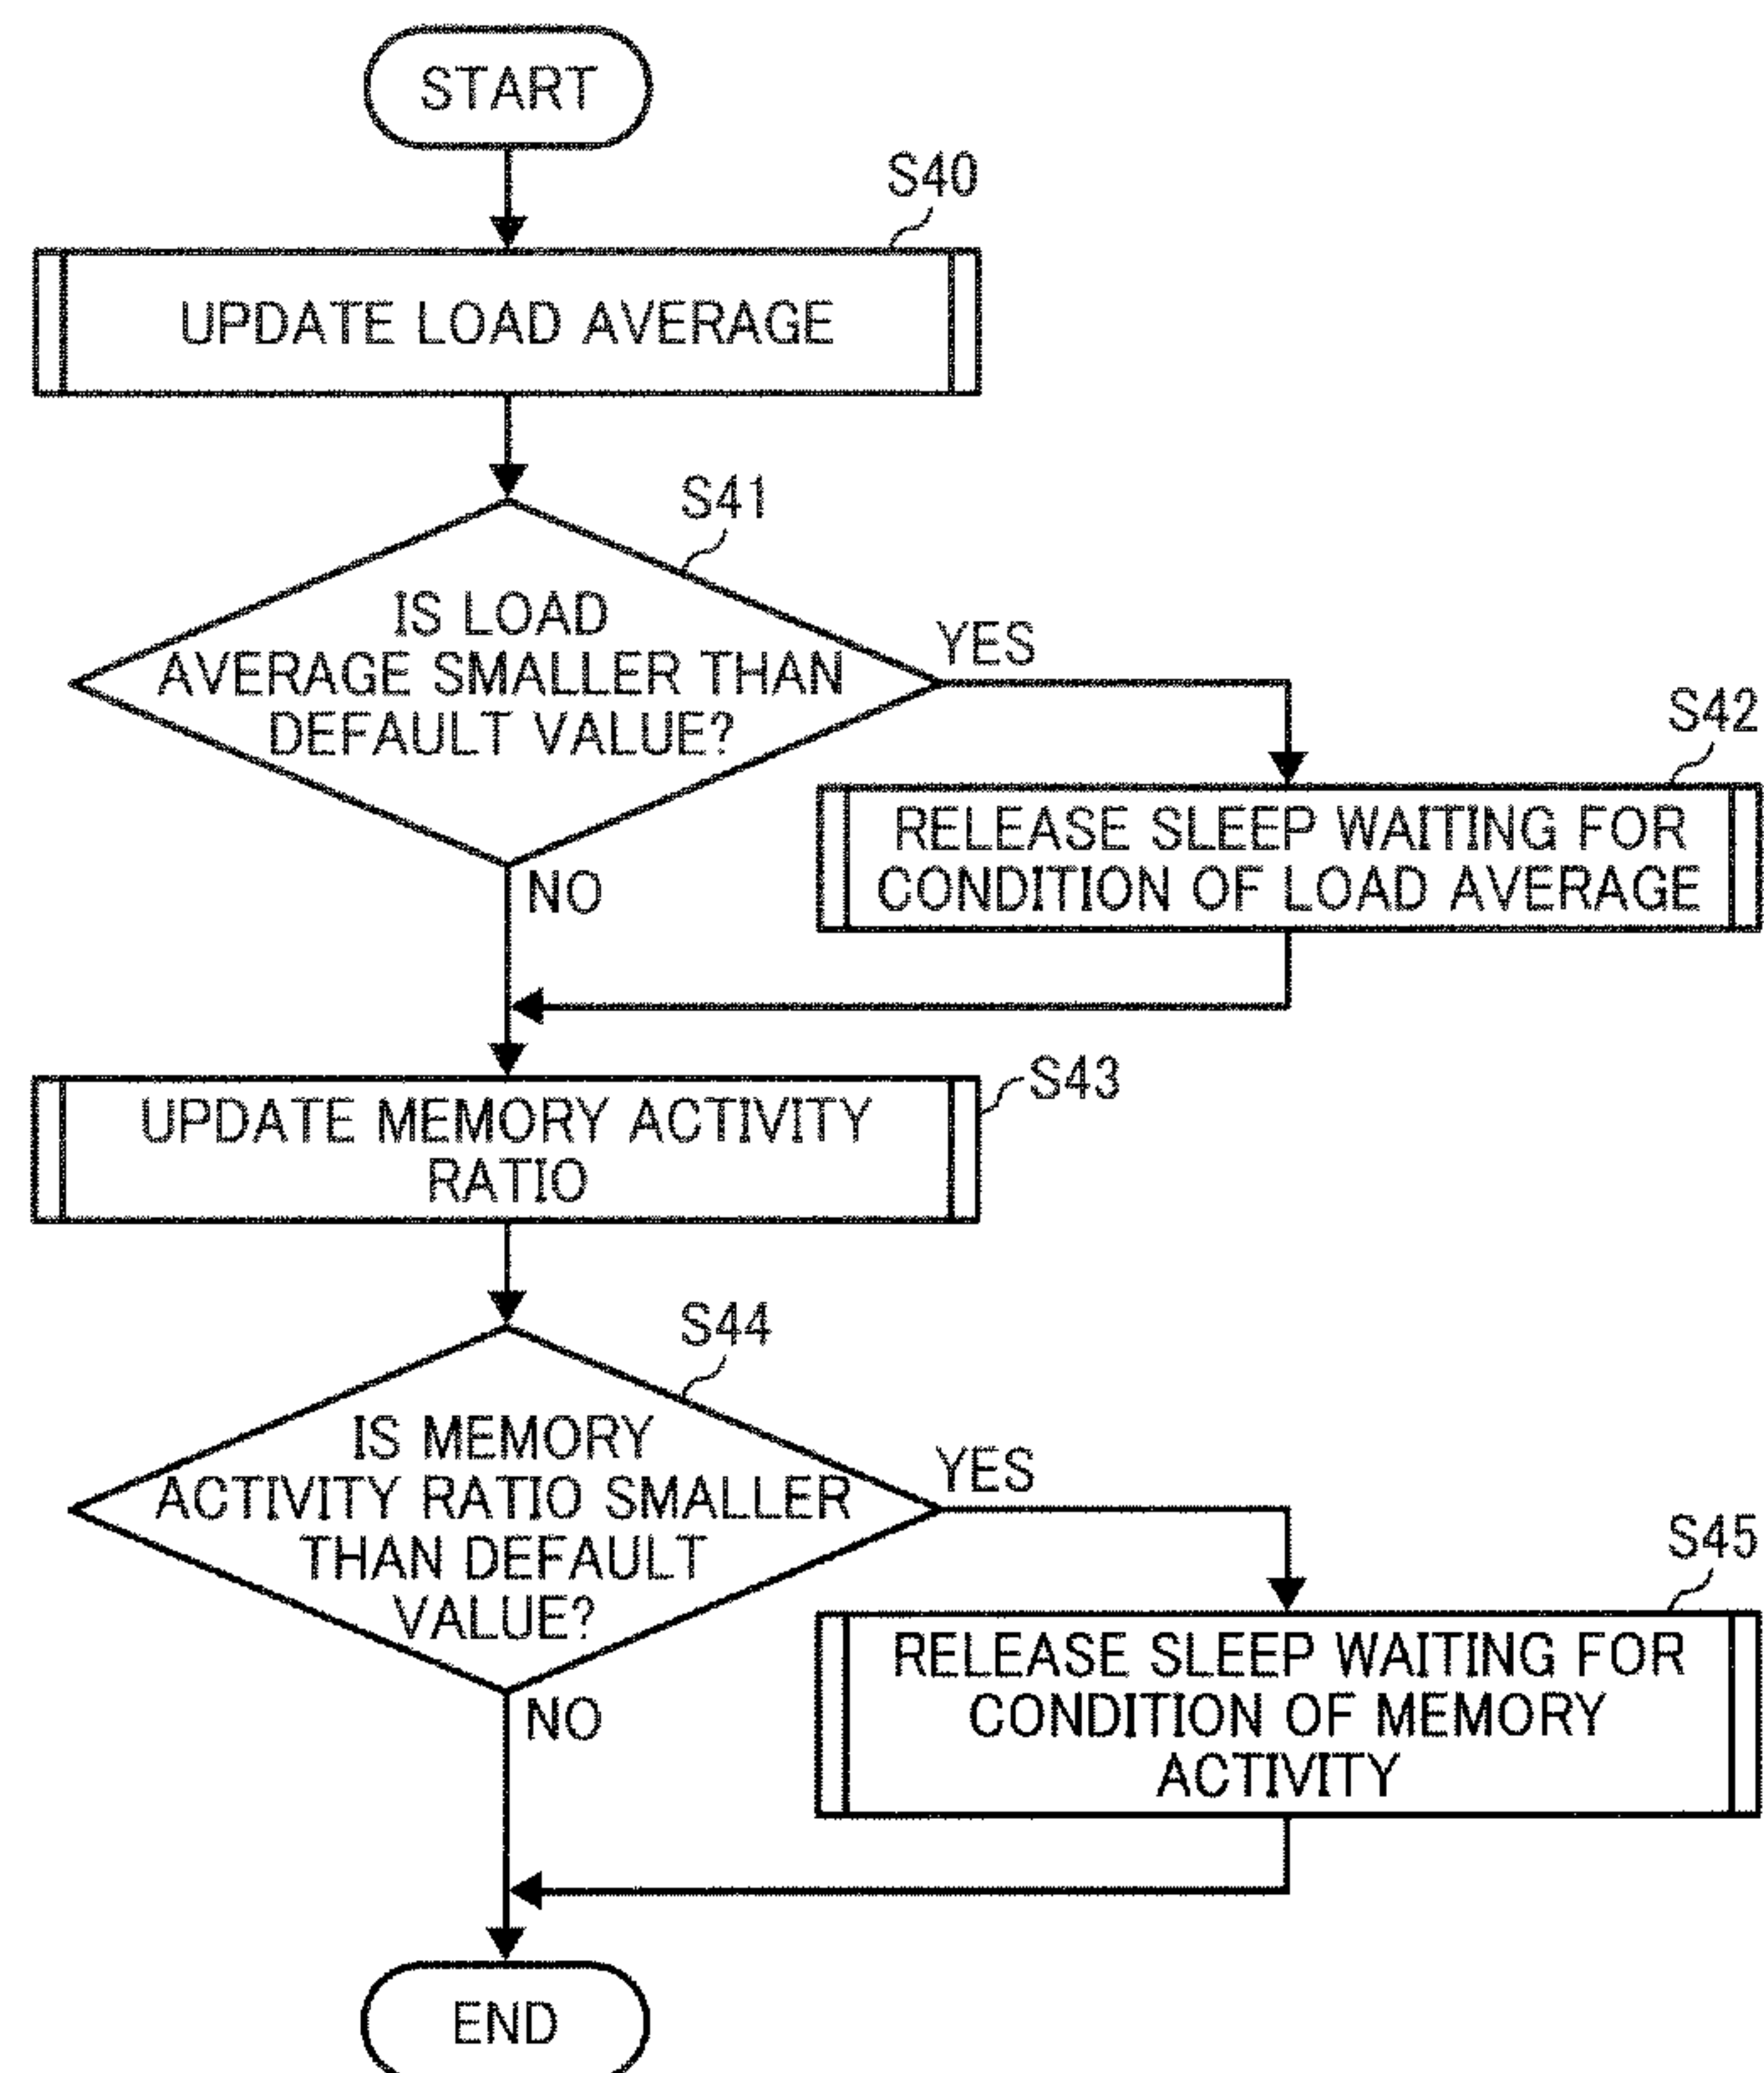 START
S40
UPDATE LOAD AVERAGE
S41
IS LOAD
AVERAGE SMALLER THAN
DEFAULT VALUE?
YES
S42
RELEASE SLEEP WAITING FOR
CONDITION OF LOAD AVERAGE
NO
S43
UPDATE MEMORY ACTIVITY
RATIO
S44
IS MEMORY
ACTIVITY RATIO SMALLER
THAN DEFAULT
VALUE?
YES
S45
RELEASE SLEEP WAITING FOR
CONDITION OF MEMORY
ACTIVITY
NO
END